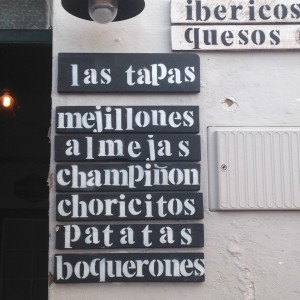 ibericos
quesos
las tapas
mejillones
almejas
champiñon
choricitos
patatas
boquerones